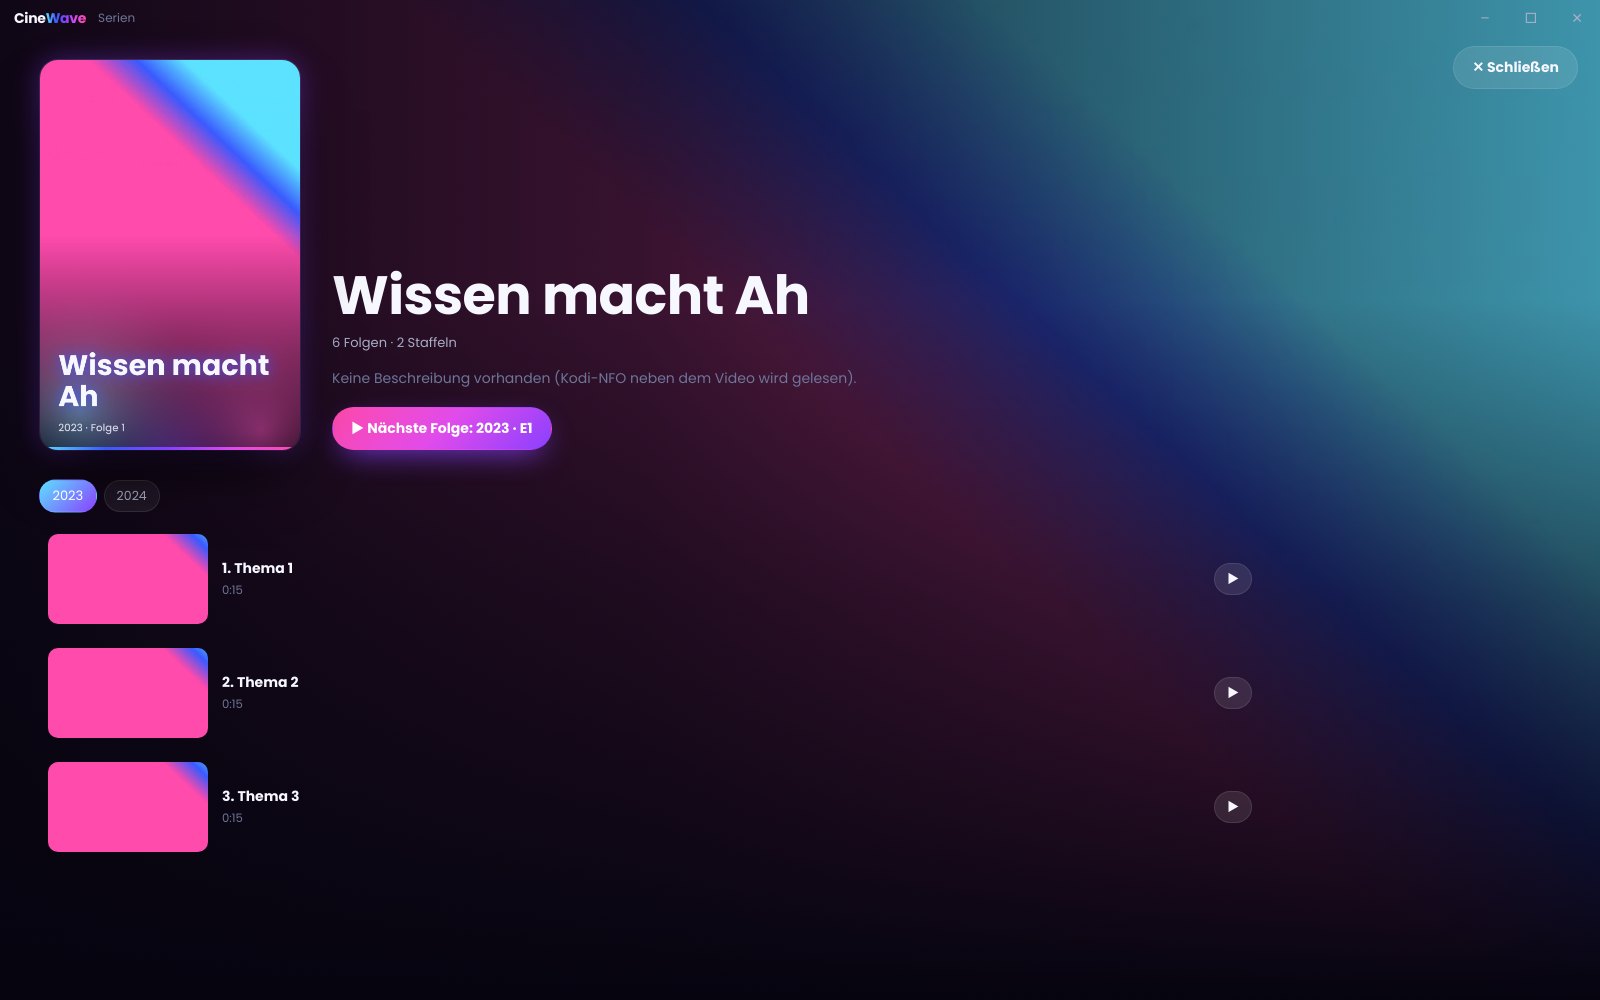 CineWave Serien
✕ Schließen
Wissen macht
Ah
2023 · Folge 1
Wissen macht Ah
6 Folgen · 2 Staffeln
Keine Beschreibung vorhanden (Kodi-NFO neben dem Video wird gelesen).
▶ Nächste Folge: 2023 · E1
2023 2024
1. Thema 1
0:15
2. Thema 2
0:15
3. Thema 3
0:15